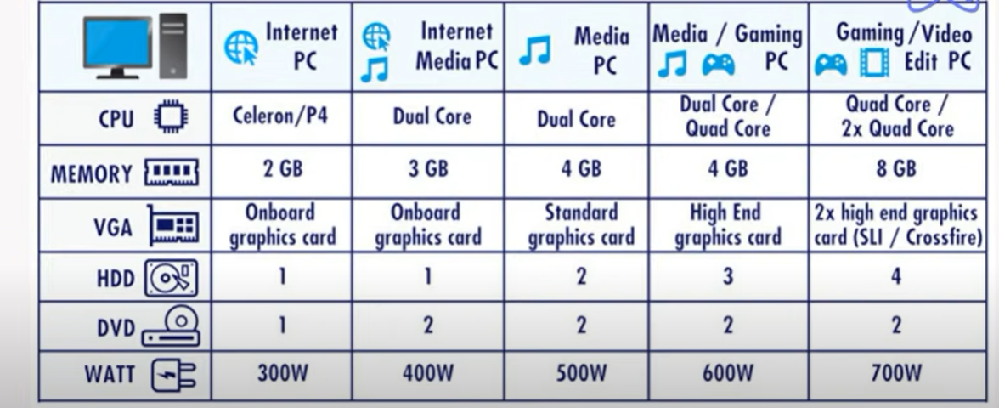 Internet PC
Internet Media PC
Media PC
Media / Gaming PC
Gaming /Video Edit PC
CPU
Celeron/P4
Dual Core
Dual Core
Dual Core / Quad Core
Quad Core / 2x Quad Core
MEMORY
2 GB
3 GB
4 GB
4 GB
8 GB
VGA
Onboard graphics card
Onboard graphics card
Standard graphics card
High End graphics card
2x high end graphics card (SLI / Crossfire)
HDD
1
1
2
3
4
DVD
1
2
2
2
2
WATT
300W
400W
500W
600W
700W